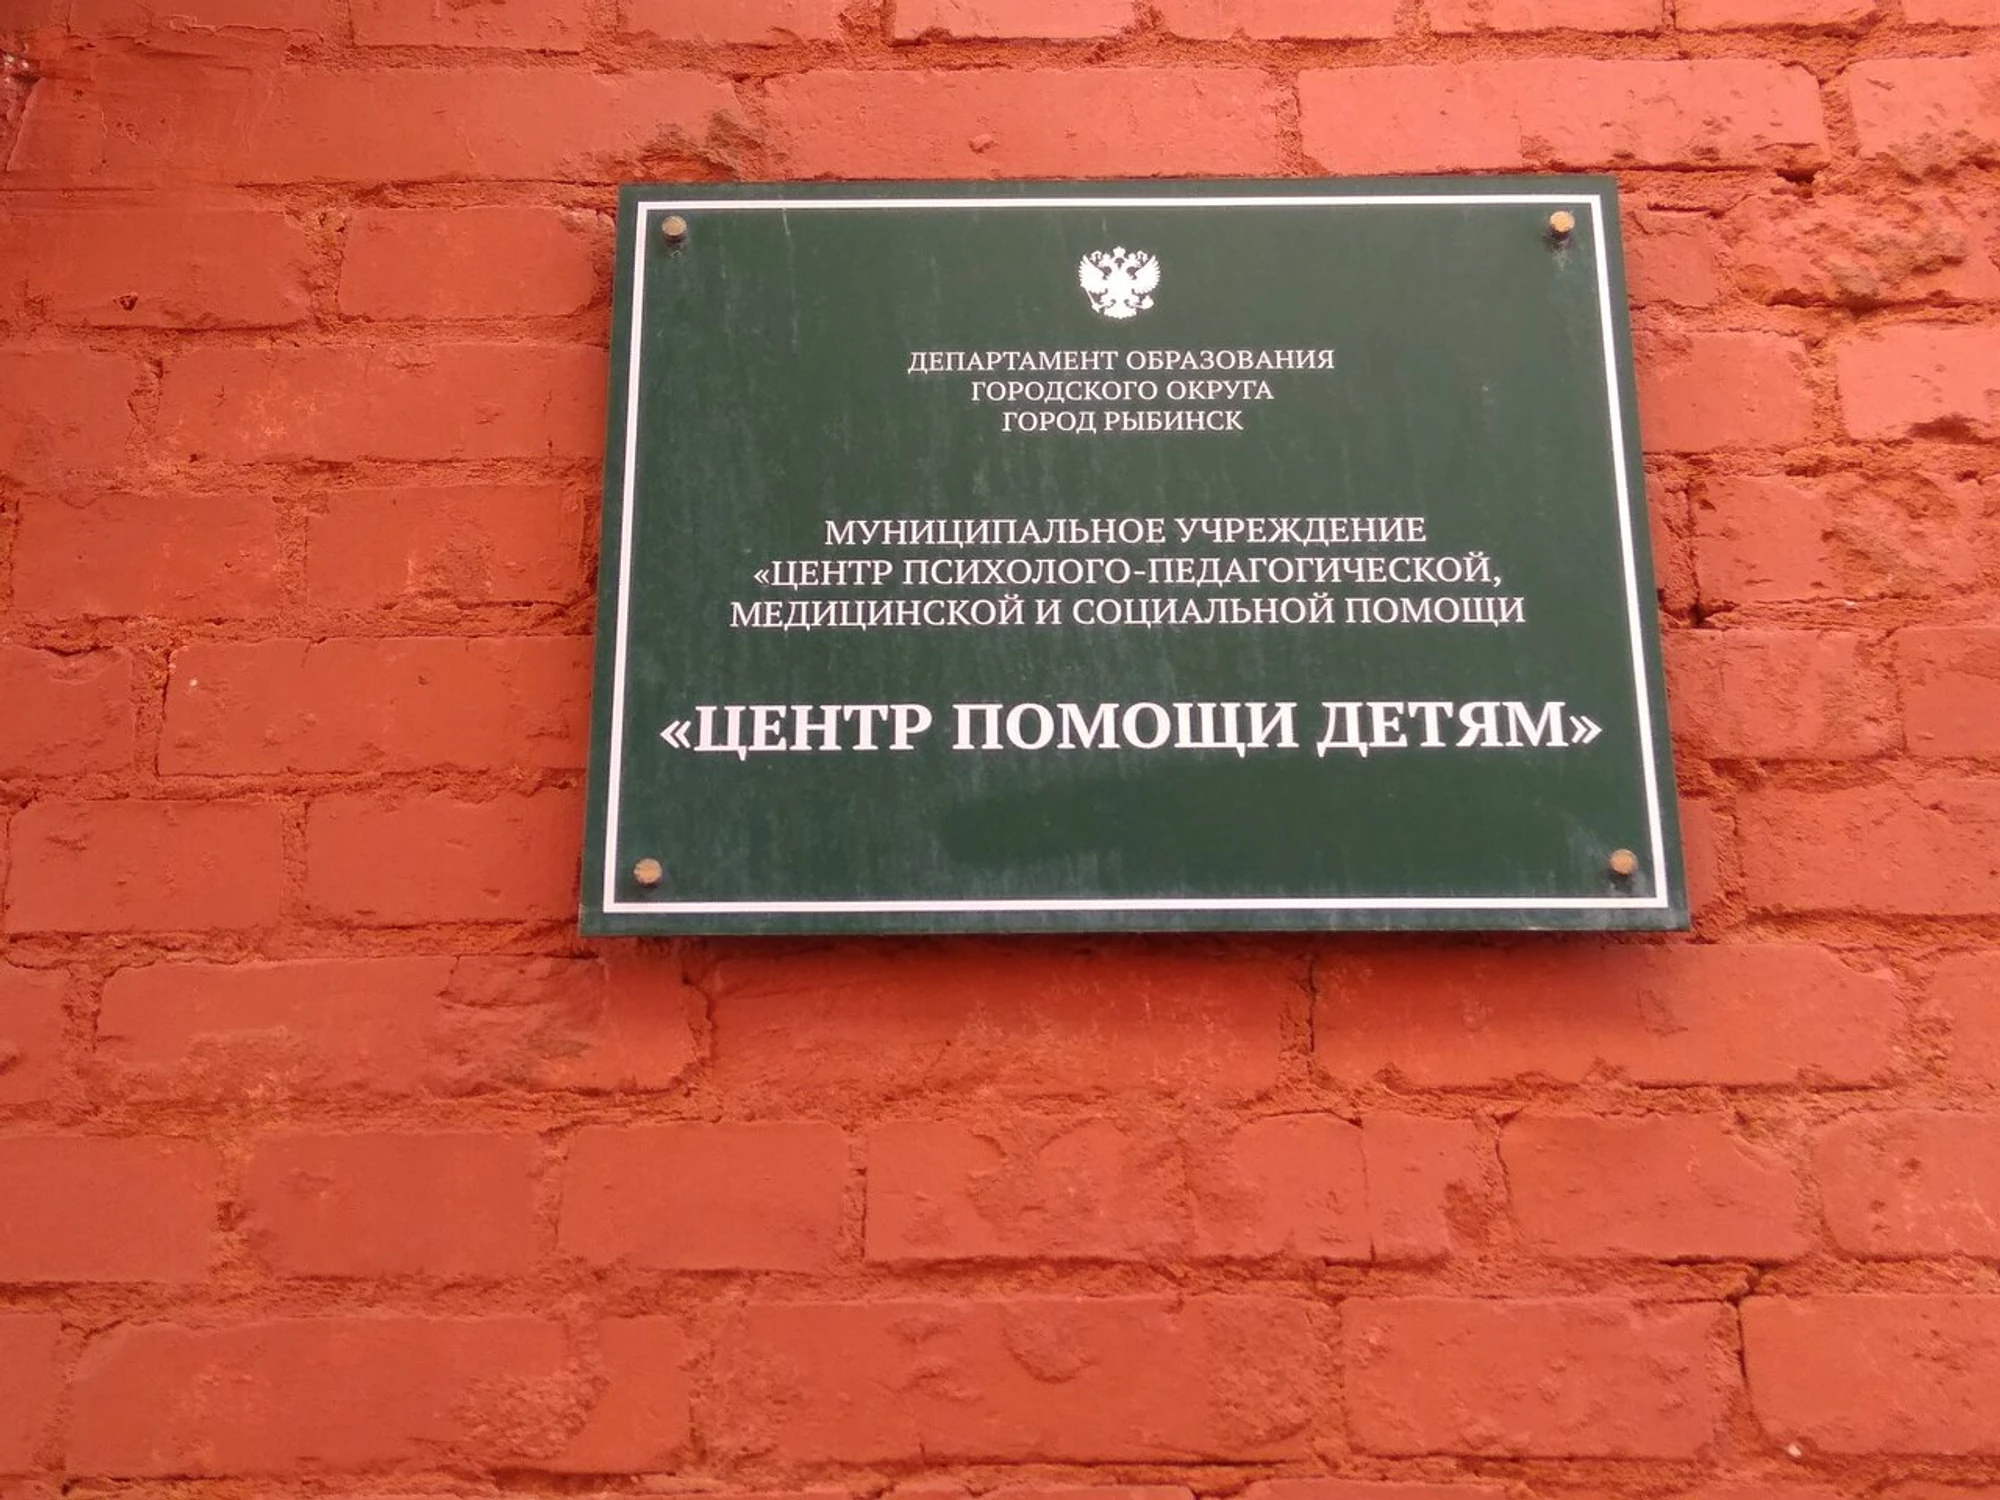 ДЕПАРТАМЕНТ ОБРАЗОВАНИЯ
ГОРОДСКОГО ОКРУГА
ГОРОД РЫБИНСК
МУНИЦИПАЛЬНОЕ УЧРЕЖДЕНИЕ
«ЦЕНТР ПСИХОЛОГО-ПЕДАГОГИЧЕСКОЙ,
МЕДИЦИНСКОЙ И СОЦИАЛЬНОЙ ПОМОЩИ
«ЦЕНТР ПОМОЩИ ДЕТЯМ»